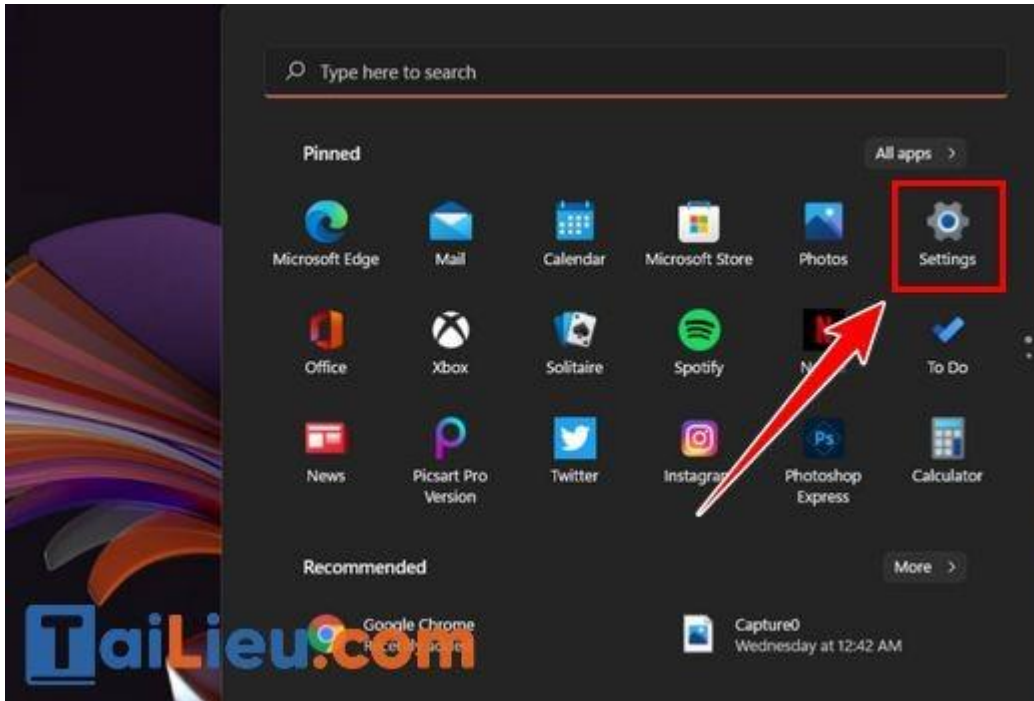 Type here to search
Pinned
All apps >
Microsoft Edge Mail Calendar Microsoft Store Photos Settings
Office Xbox Solitaire Spotify To Do
News Picsart Pro Twitter Instagram Photoshop Calculator
Version Express
Recommended
More >
Google Chrome Capture0
Wednesday at 12:42 AM
TaiLieu.com